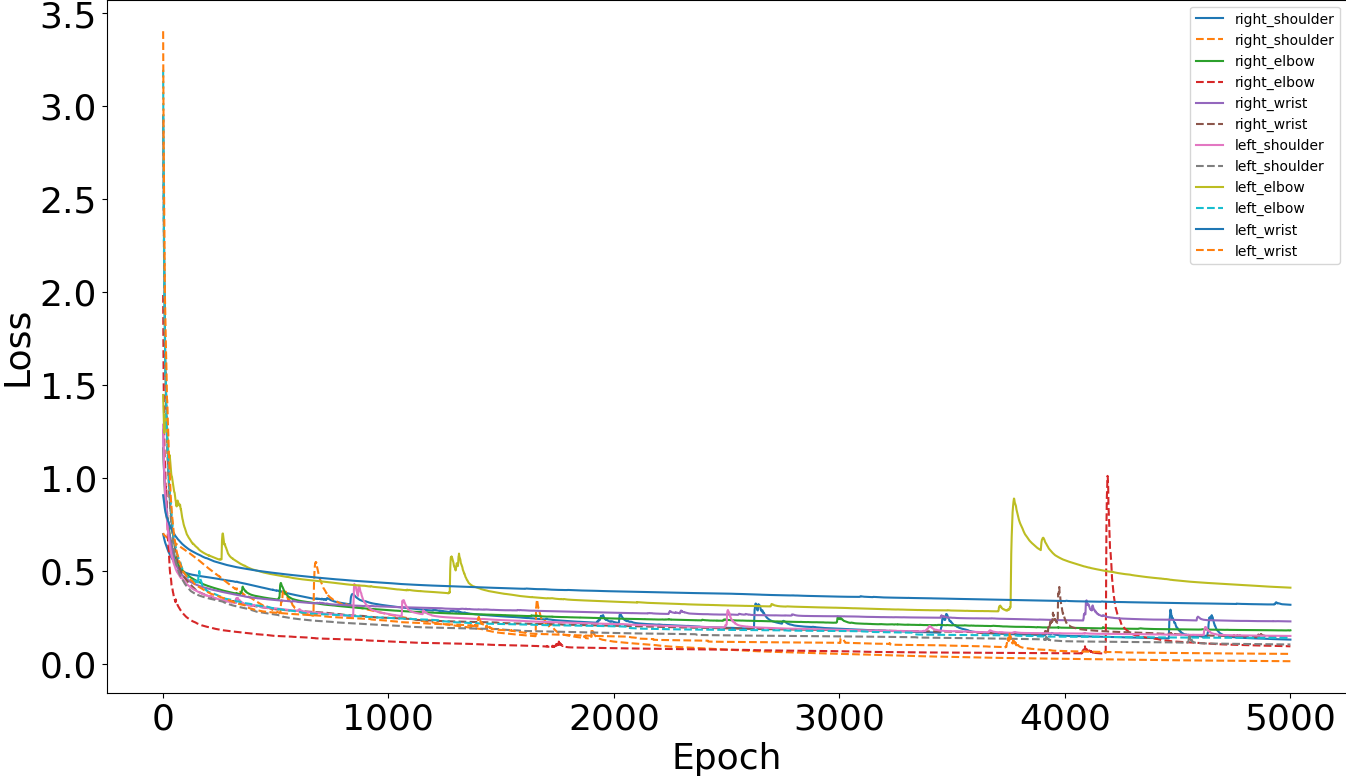 3.5
3.0
2.5
2.0
1.5
1.0
0.5
0.0
Loss
0 1000 2000 3000 4000 5000
Epoch
right_shoulder
right_shoulder
right_elbow
right_elbow
right_wrist
right_wrist
left_shoulder
left_shoulder
left_elbow
left_elbow
left_wrist
left_wrist